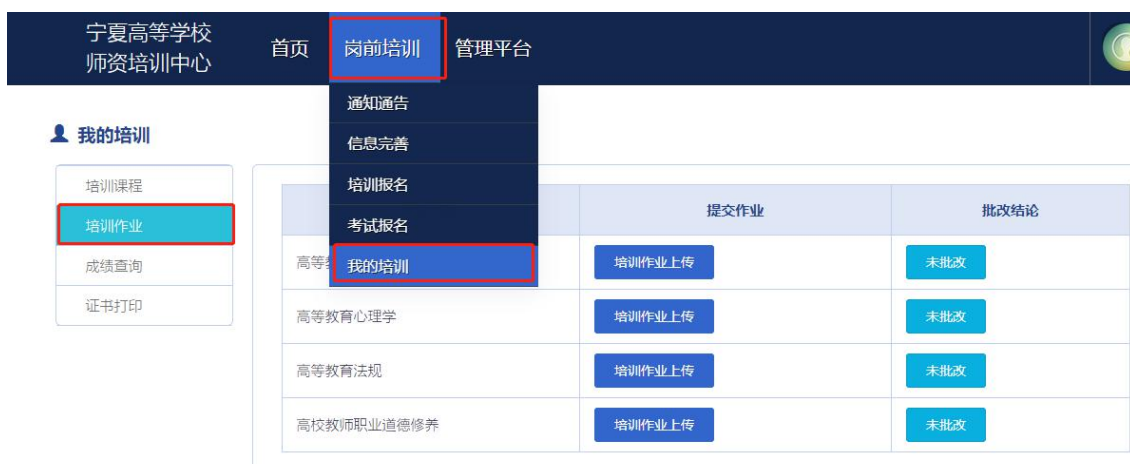 宁夏高等学校
师资培训中心
首页 岗前培训 管理平台
通知通告
信息完善
培训报名
考试报名
我的培训
我的培训
培训课程
培训作业
成绩查询
证书打印
提交作业 批改结论
高等 培训作业上传 未批改
高等教育心理学 培训作业上传 未批改
高等教育法规 培训作业上传 未批改
高校教师职业道德修养 培训作业上传 未批改